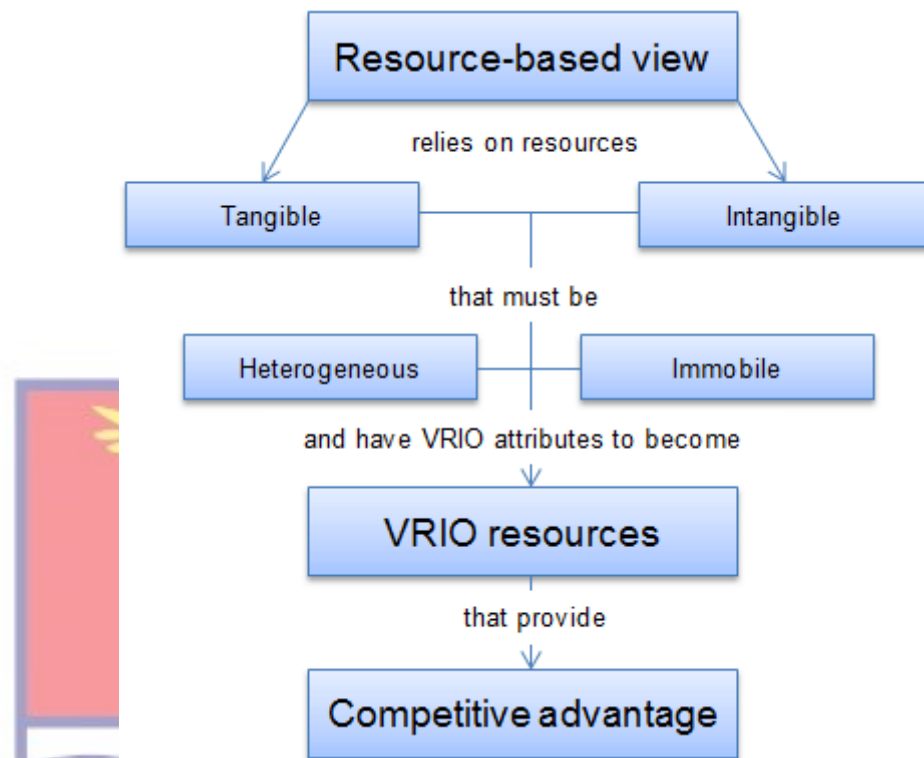 Resource-based view
relies on resources
Tangible
Intangible
that must be
Heterogeneous
Immobile
and have VRIO attributes to become
VRIO resources
that provide
Competitive advantage